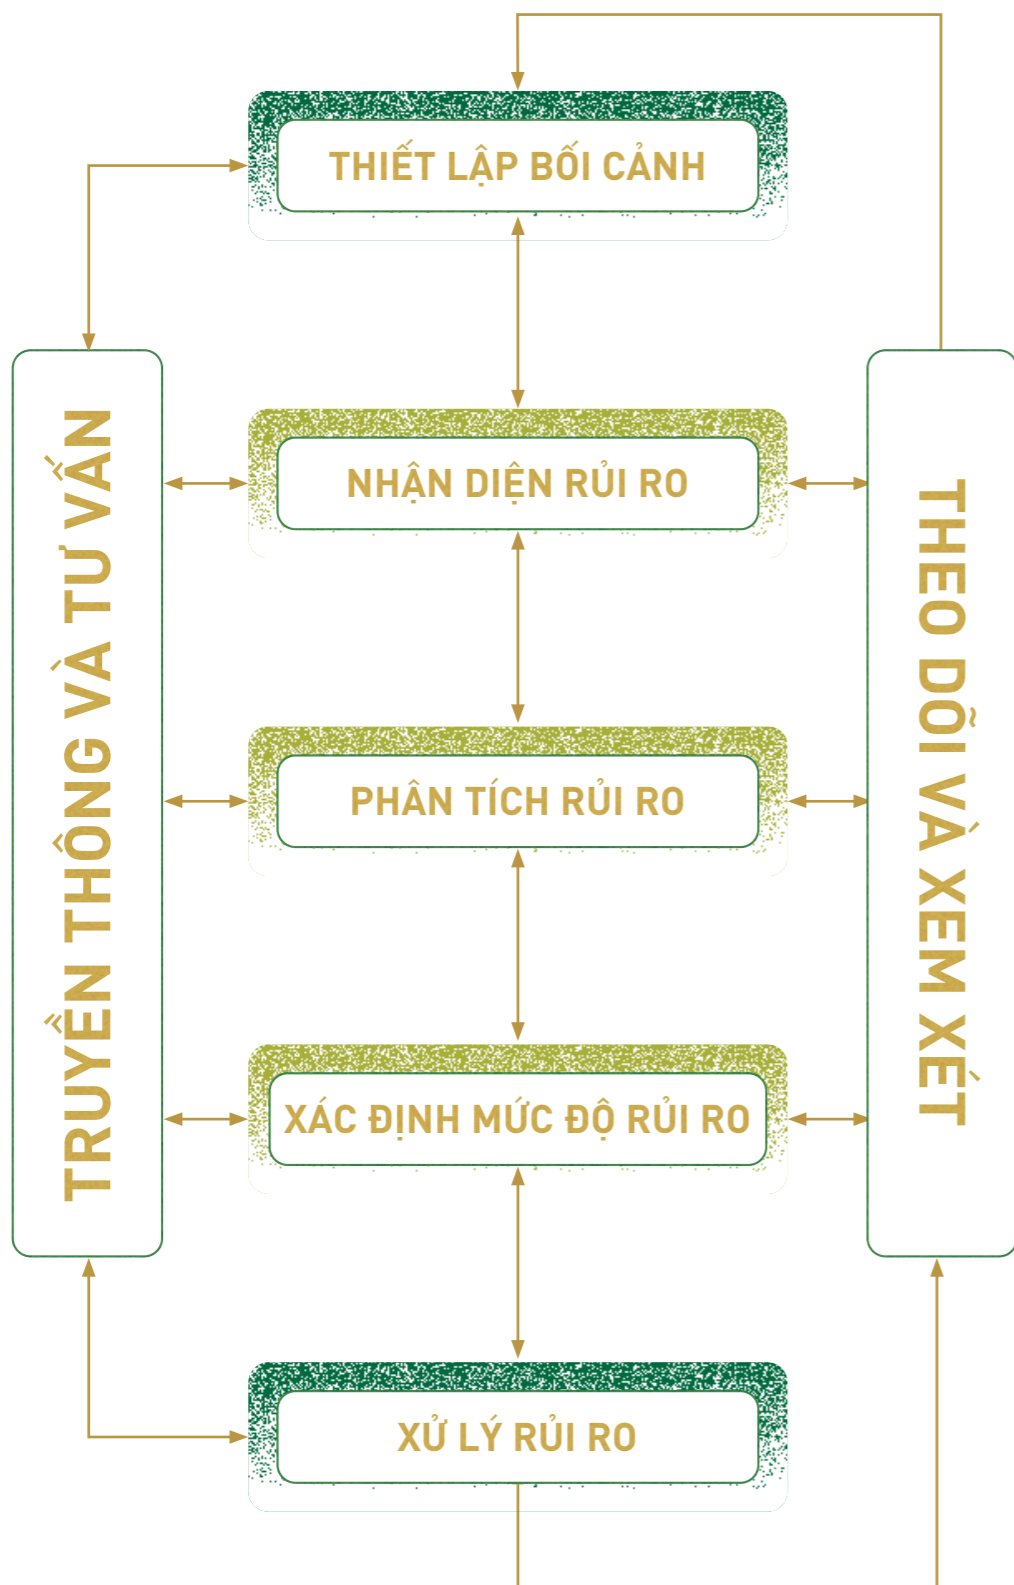 THIẾT LẬP BỐI CẢNH
TRUYỀN THÔNG VÀ TƯ VẤN
NHẬN DIỆN RỦI RO
THEO DÕI VÀ XEM XÉT
PHÂN TÍCH RỦI RO
XÁC ĐỊNH MỨC ĐỘ RỦI RO
XỬ LÝ RỦI RO